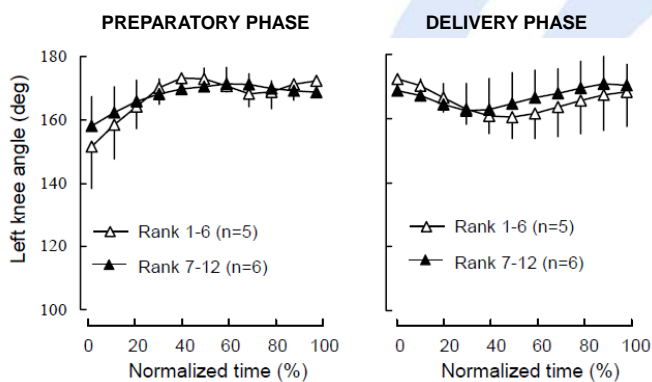 PREPARATORY PHASE
DELIVERY PHASE
Left knee angle (deg)
180
160
140
120
100
Rank 1-6 (n=5)
Rank 7-12 (n=6)
0 20 40 60 80 100
Normalized time (%)
Rank 1-6 (n=5)
Rank 7-12 (n=6)
0 20 40 60 80 100
Normalized time (%)